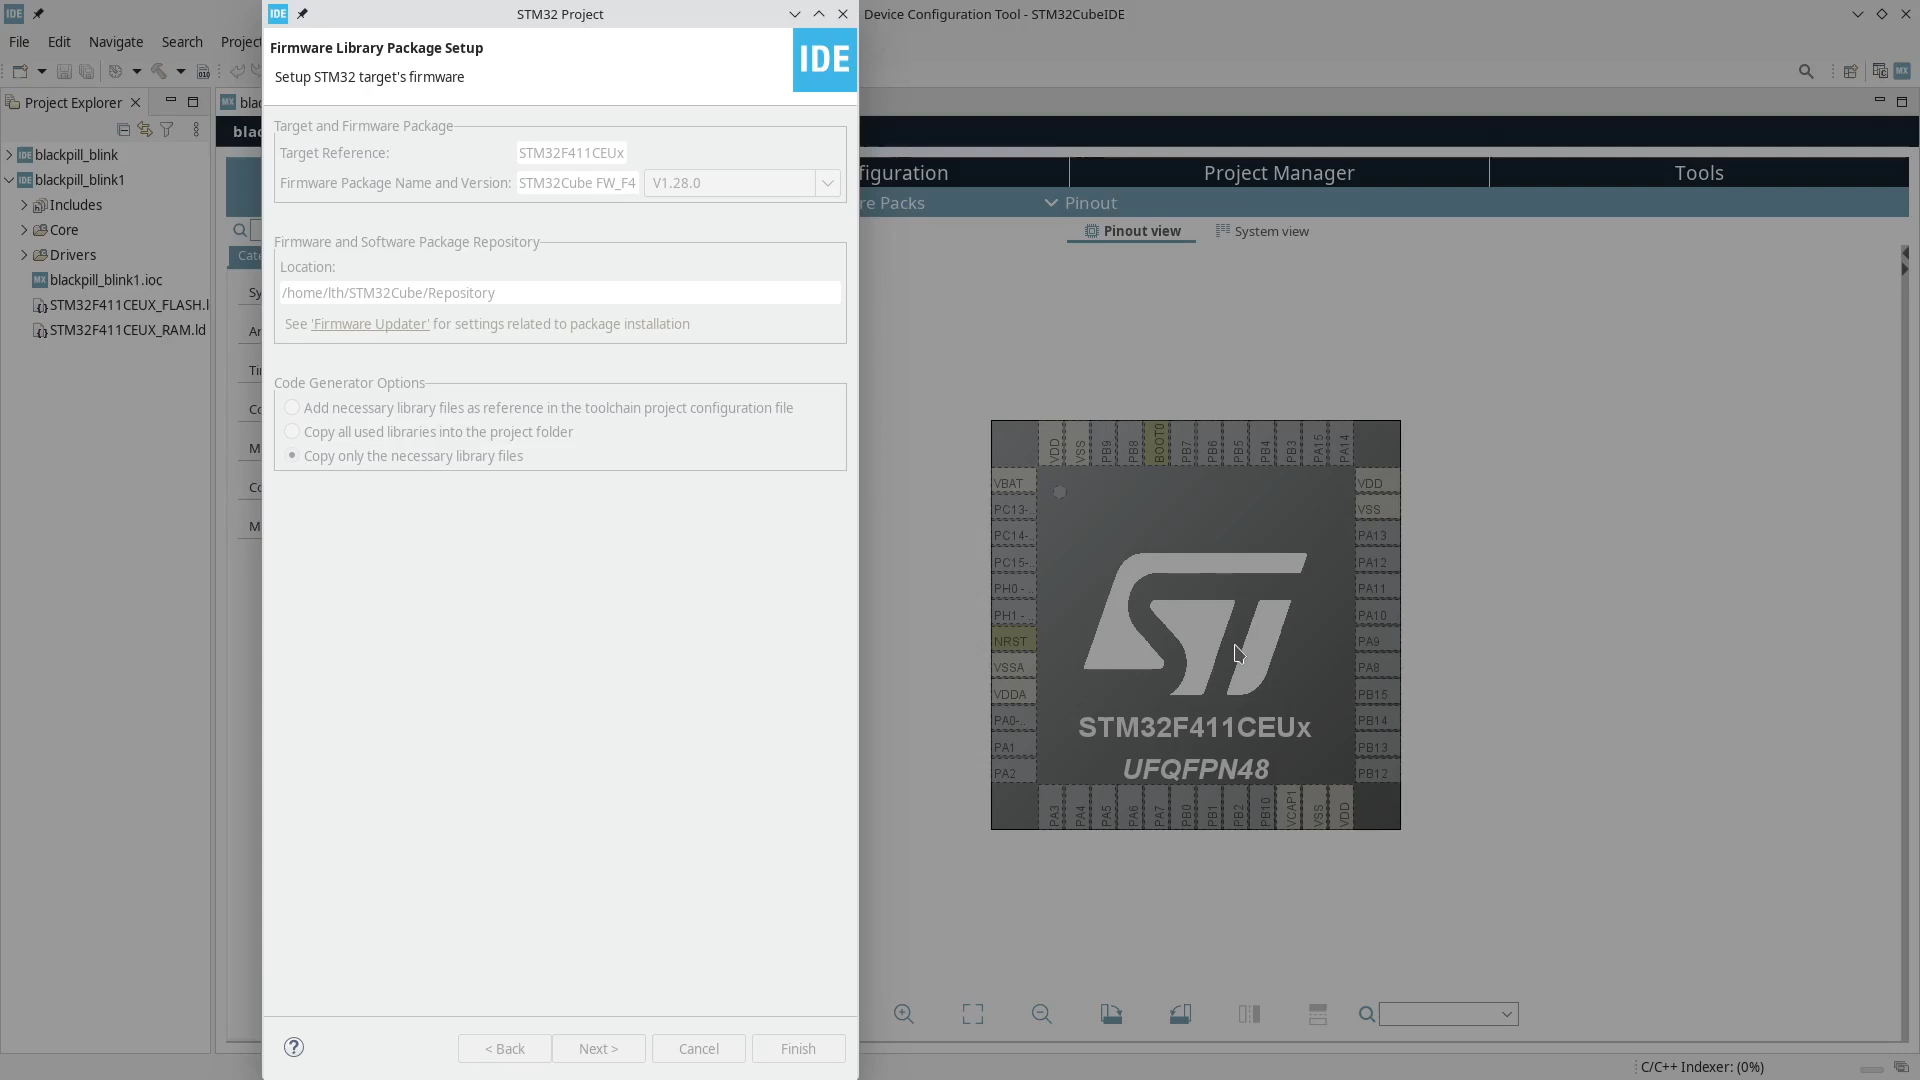 IDE
STM32 Project
Device Configuration Tool - STM32CubeIDE
File Edit Navigate Search
Firmware Library Package Setup
Setup STM32 target's firmware
IDE
Project Explorer
Target and Firmware Package
Target Reference: STM32F411CEUx
Firmware Package Name and Version: STM32Cube FW_F4 V1.28.0
Firmware and Software Package Repository
Location:
/home/lth/STM32Cube/Repository
See 'Firmware Updater' for settings related to package installation
Code Generator Options
Add necessary library files as reference in the toolchain project configuration file
Copy all used libraries into the project folder
Copy only the necessary library files
< Back Next > Cancel Finish
blackpill_blink
blackpill_blink1
Includes
Core
Drivers
blackpill_blink1.ioc
STM32F411CEUX_FLASH.l
STM32F411CEUX_RAM.ld
Project Manager
Tools
Packs
Pinout
Pinout view
System view
VDD VSS PB9 PB8 BOOT0 PB7 PB6 PB5 PB4 PB3 PA15 PA14
VBAT
PC13-..
PC14-..
PC15-..
PH0 - ..
PH1 - ..
NRST
VSSA
VDDA
PA0-..
PA1
PA2
VDD
VSS
PA13
PA12
PA11
PA10
PA9
PA8
PB15
PB14
PB13
PB12
ST
STM32F411CEUx
UFQFPN48
PA3 PA4 PA5 PA6 PA7 PB0 PB1 PB2 PB10 VCAP1 VSS VDD
C/C++ Indexer: (0%)